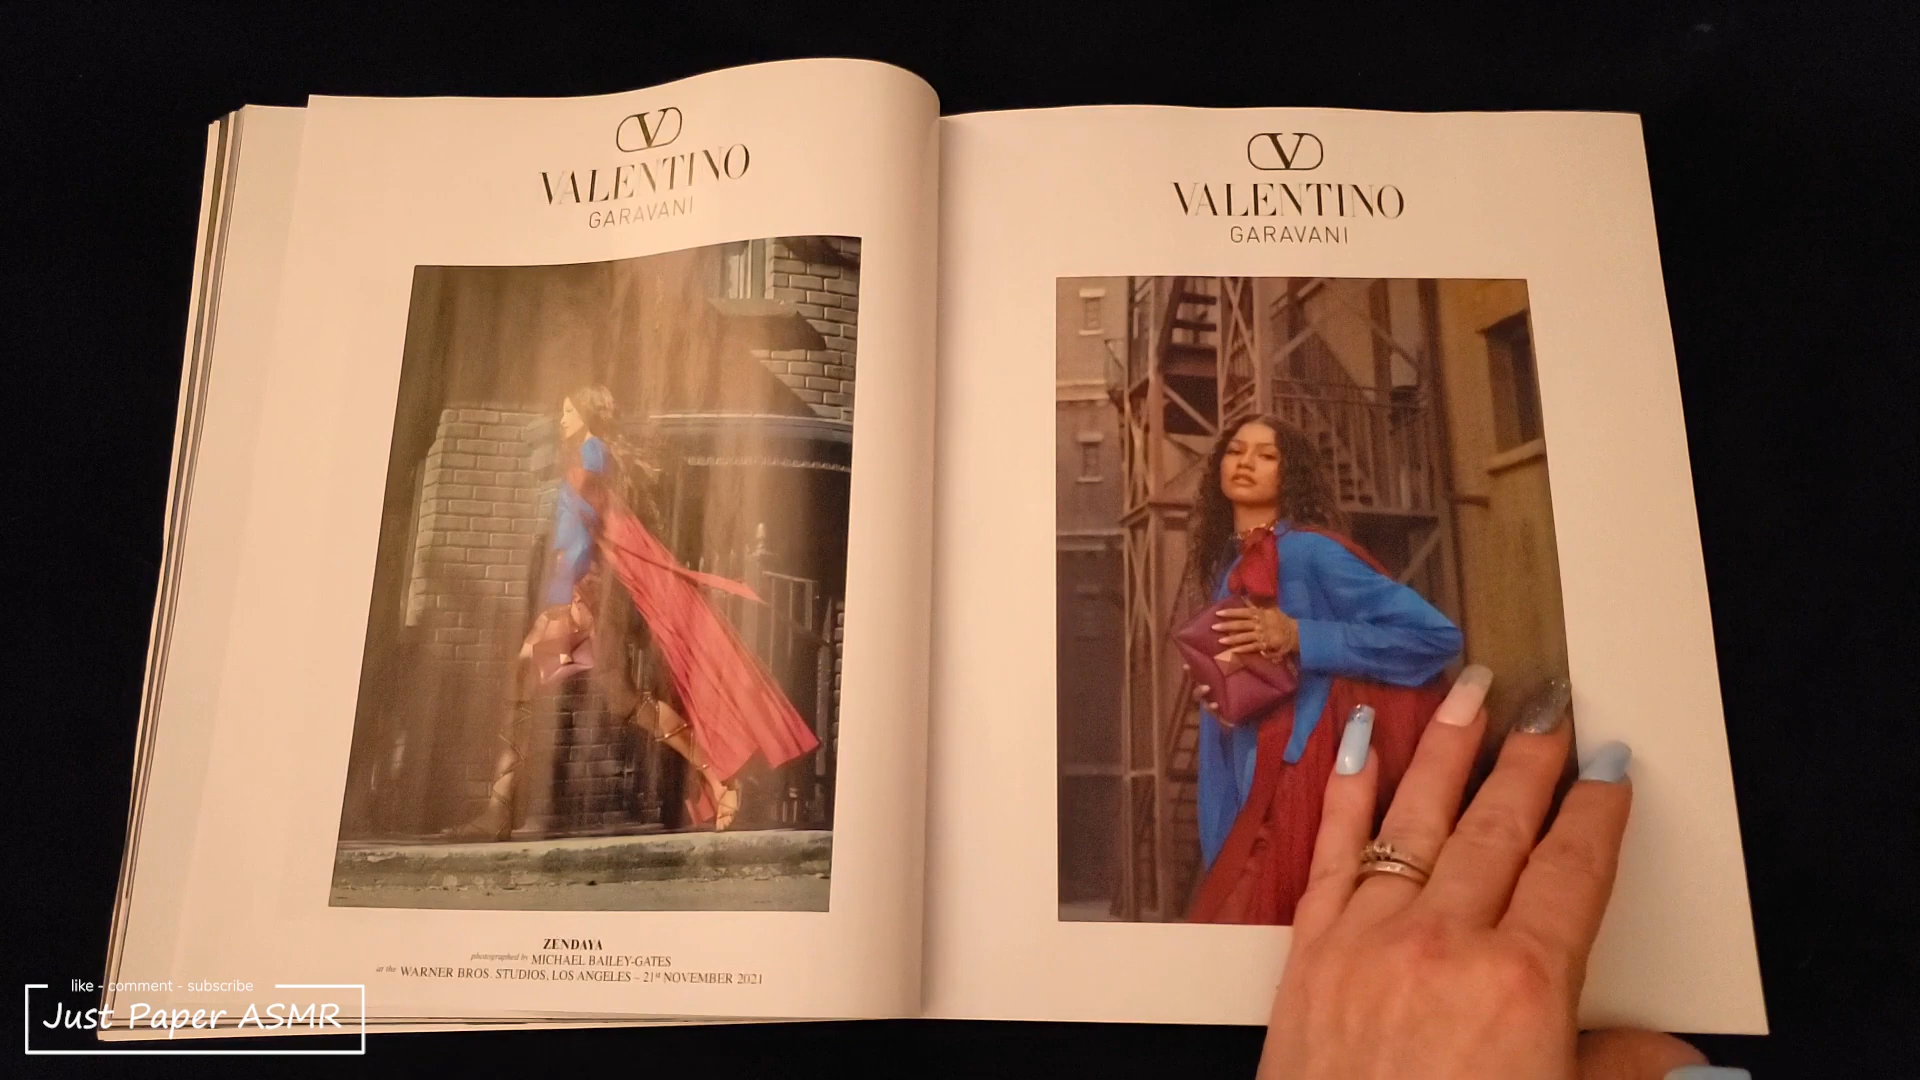 V
VALENTINO
GARAVANI
ZENDAYA
photographed by MICHAEL BAILEY-GATES
at the WARNER BROS. STUDIOS, LOS ANGELES – 21st NOVEMBER 2021
V
VALENTINO
GARAVANI
like - comment - subscribe
Just Paper ASMR